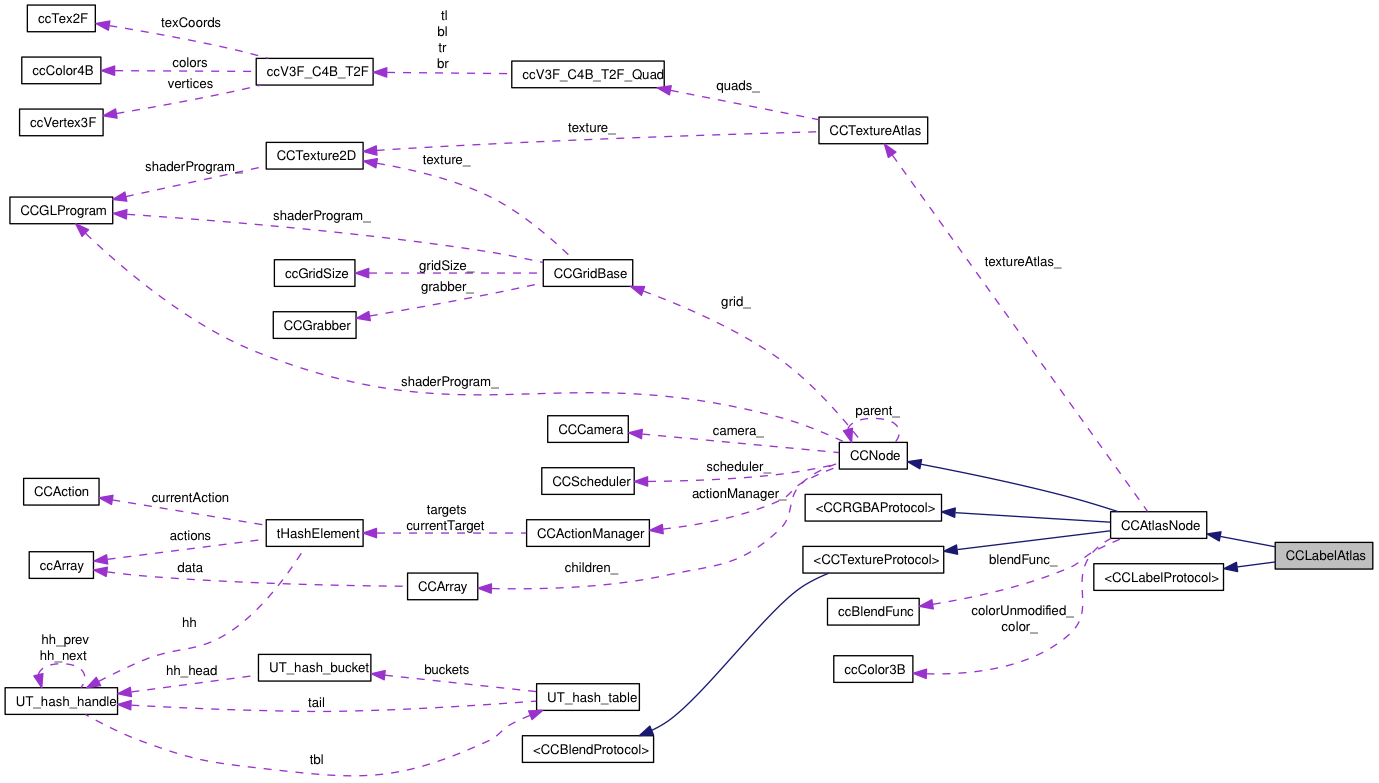 ccTex2F
texCoords
tl
bl
tr
br
ccColor4B
colors
ccV3F_C4B_T2F
ccV3F_C4B_T2F_Quad
vertices
quads_
ccVertex3F
texture_
CCTextureAtlas
CCTexture2D
texture_
shaderProgram_
CCGLProgram
shaderProgram_
ccGridSize
gridSize_
CCGridBase
textureAtlas_
grabber_
grid_
CCGrabber
shaderProgram_
parent_
CCCamera
camera_
CCNode
scheduler_
CCScheduler
CCAction
currentAction
actionManager_
targets
currentTarget
<CCRGBAProtocol>
tHashElement
CCActionManager
CCAtlasNode
actions
ccArray
data
CCArray
children_
<CCTextureProtocol>
blendFunc_
CCLabelAtlas
<CCLabelProtocol>
hh
ccBlendFunc
colorUnmodified_
color_
hh_prev
hh_next
hh_head
UT_hash_bucket
buckets
ccColor3B
UT_hash_handle
tail
UT_hash_table
tbl
<CCBlendProtocol>